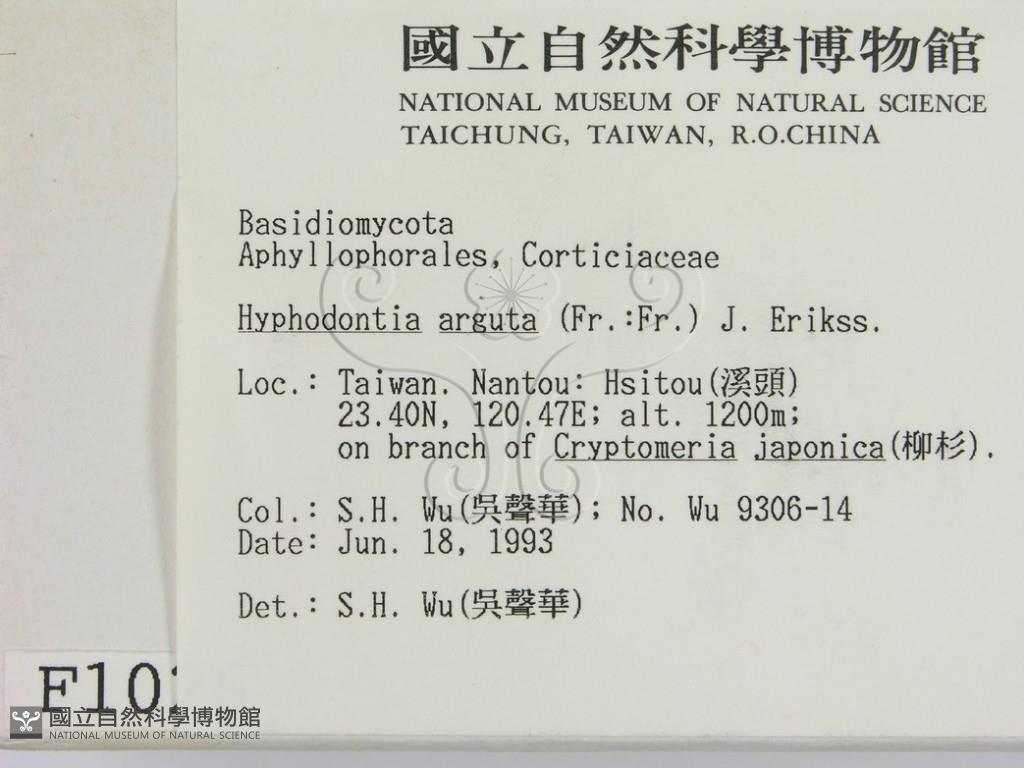 國立自然科學博物館
NATIONAL MUSEUM OF NATURAL SCIENCE
TAICHUNG, TAIWAN, R.O.CHINA
Basidiomycota
Aphyllophorales, Corticiaceae
Hyphodontia arguta (Fr.:Fr.) J. Erikss.
Loc.: Taiwan. Nantou: Hsitou(溪頭)
23.40N, 120.47E; alt. 1200m;
on branch of Cryptomeria japonica(柳杉).
Col.: S.H. Wu(吳聲華); No. Wu 9306-14
Date: Jun. 18, 1993
Det.: S.H. Wu(吳聲華)
國立自然科學博物館
NATIONAL MUSEUM OF NATURAL SCIENCE